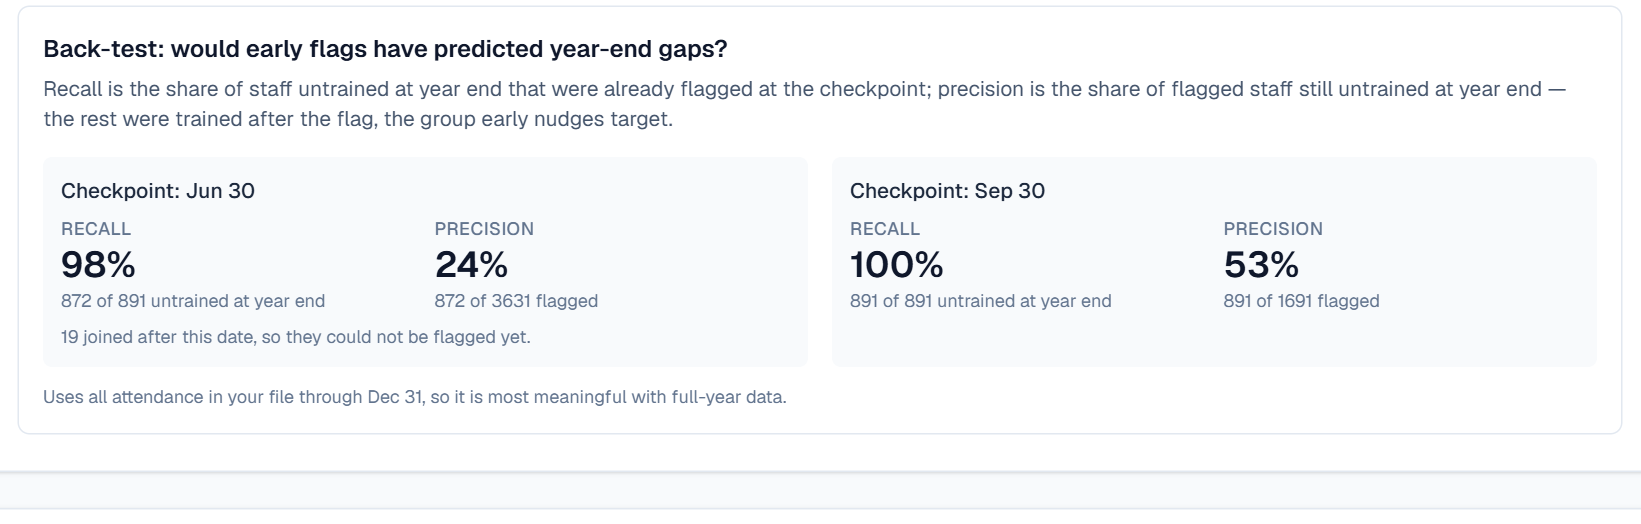 Back-test: would early flags have predicted year-end gaps?
Recall is the share of staff untrained at year end that were already flagged at the checkpoint; precision is the share of flagged staff still untrained at year end —
the rest were trained after the flag, the group early nudges target.
Checkpoint: Jun 30
RECALL
98%
872 of 891 untrained at year end
PRECISION
24%
872 of 3631 flagged
19 joined after this date, so they could not be flagged yet.
Checkpoint: Sep 30
RECALL
100%
891 of 891 untrained at year end
PRECISION
53%
891 of 1691 flagged
Uses all attendance in your file through Dec 31, so it is most meaningful with full-year data.